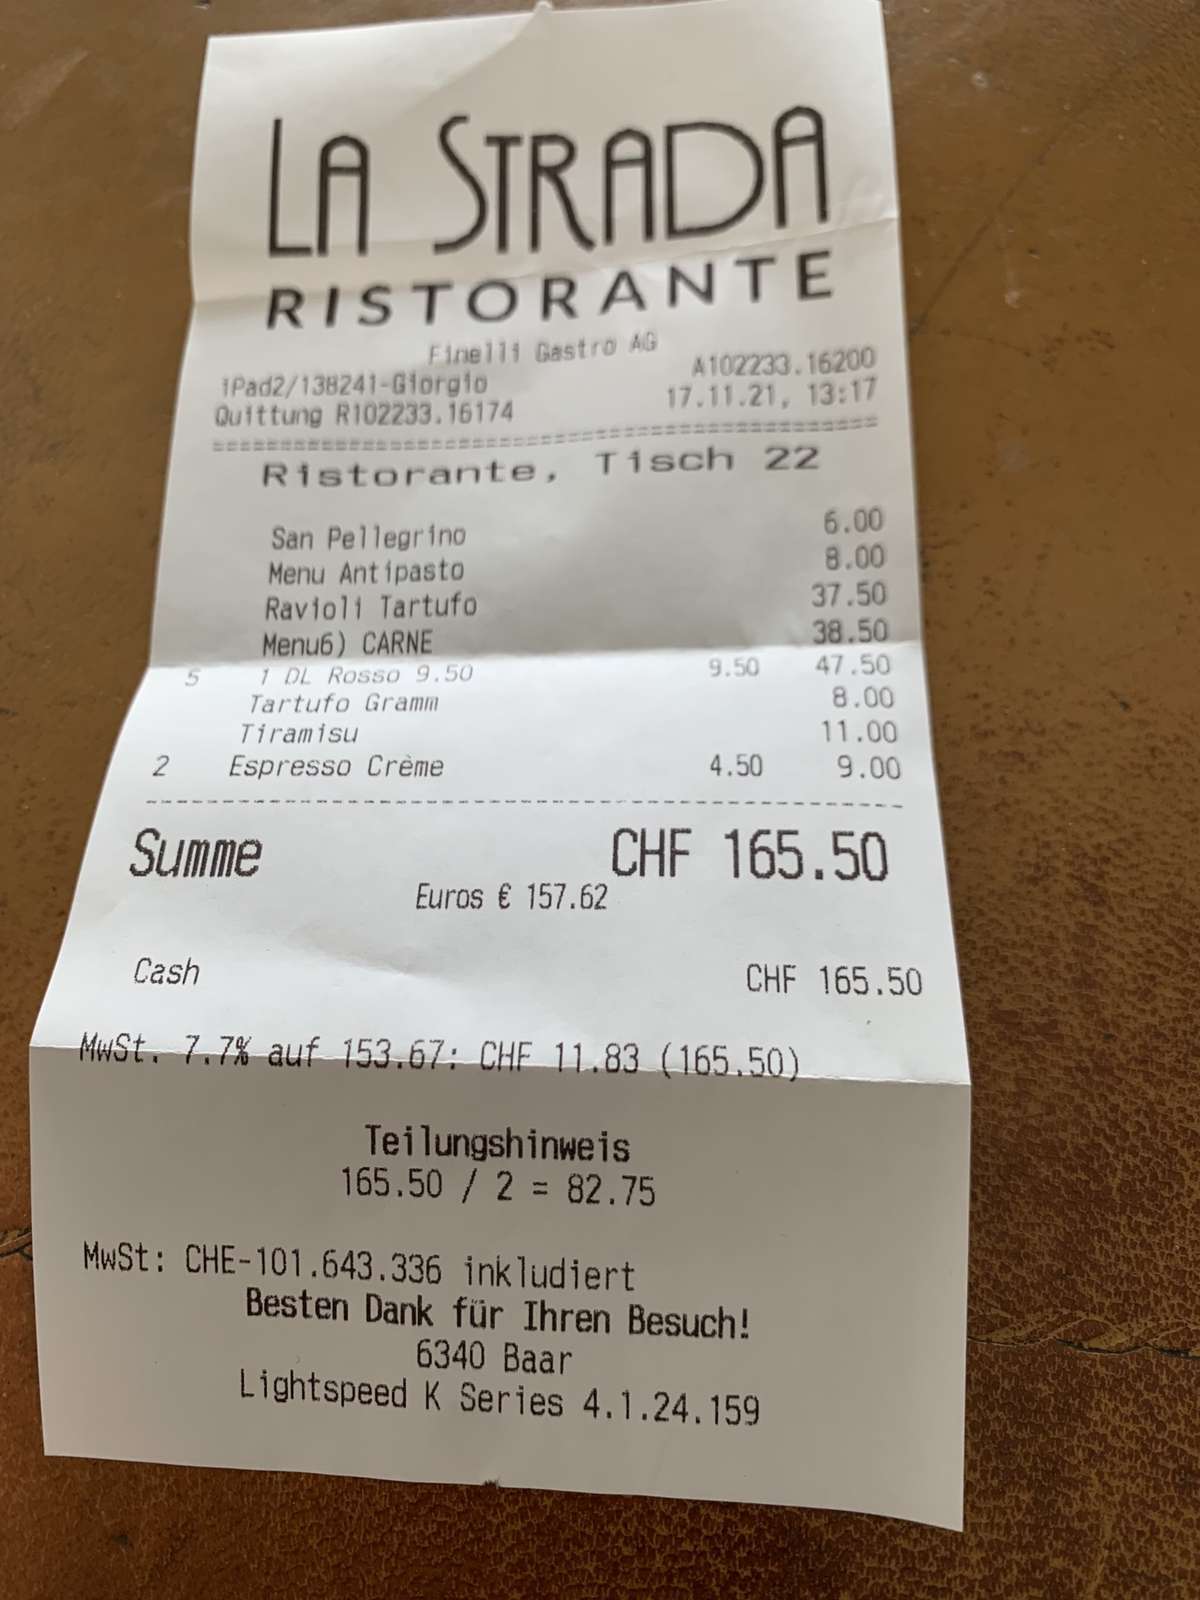 LA STRADA
RISTORANTE
Finelli Gastro AG
iPad2/138241-Giorgio A102233.16200
Quittung R102233.16174 17.11.21, 13:17
Ristorante, Tisch 22
San Pellegrino 6.00
Menu Antipasto 8.00
Ravioli Tartufo 37.50
Menu6) CARNE 38.50
5 1 DL Rosso 9.50 9.50 47.50
Tartufo Gramm 8.00
Tiramisu 11.00
2 Espresso Crème 4.50 9.00
Summe CHF 165.50
Euros € 157.62
Cash CHF 165.50
MwSt. 7.7% auf 153.67: CHF 11.83 (165.50)
Teilungshinweis
165.50 / 2 = 82.75
MwSt: CHE-101.643.336 inkludiert
Besten Dank für Ihren Besuch!
6340 Baar
Lightspeed K Series 4.1.24.159